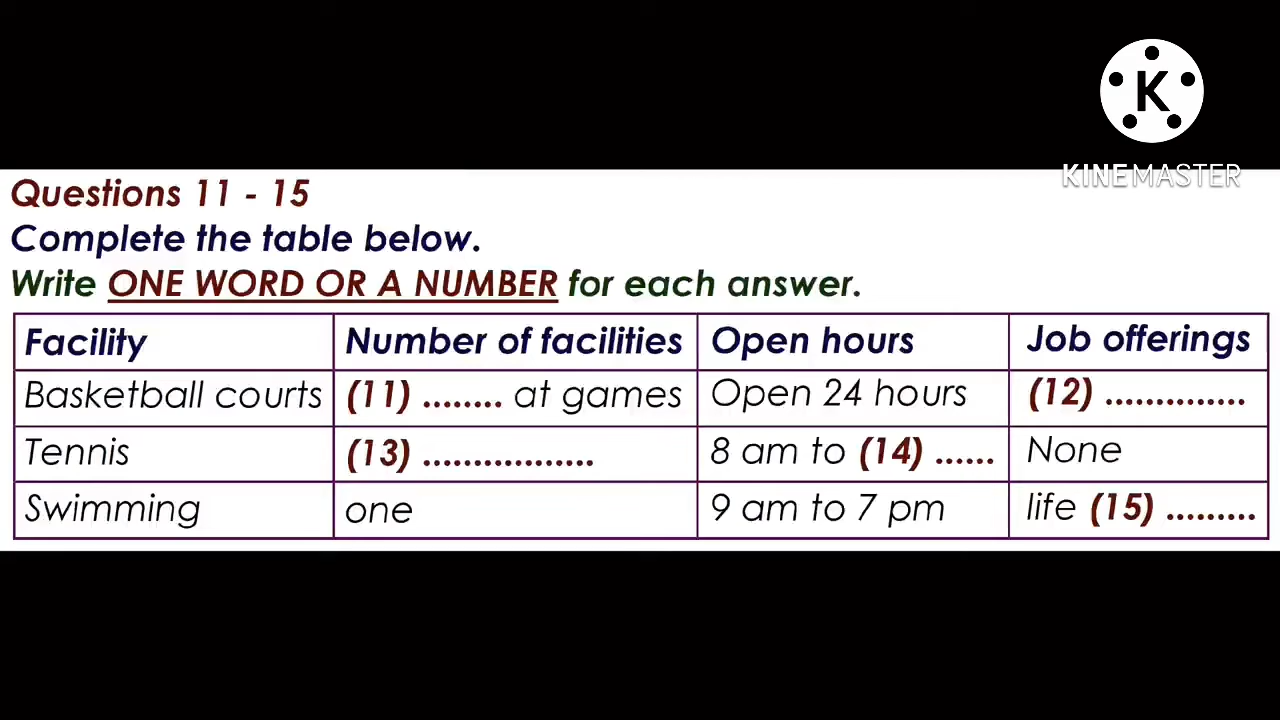 K
KINEMASTER
Questions 11 - 15
Complete the table below.
Write ONE WORD OR A NUMBER for each answer.
Facility Number of facilities Open hours Job offerings
Basketball courts (11) ........ at games Open 24 hours (12) ..............
Tennis (13) ................. 8 am to (14) ...... None
Swimming one 9 am to 7 pm life (15) .........